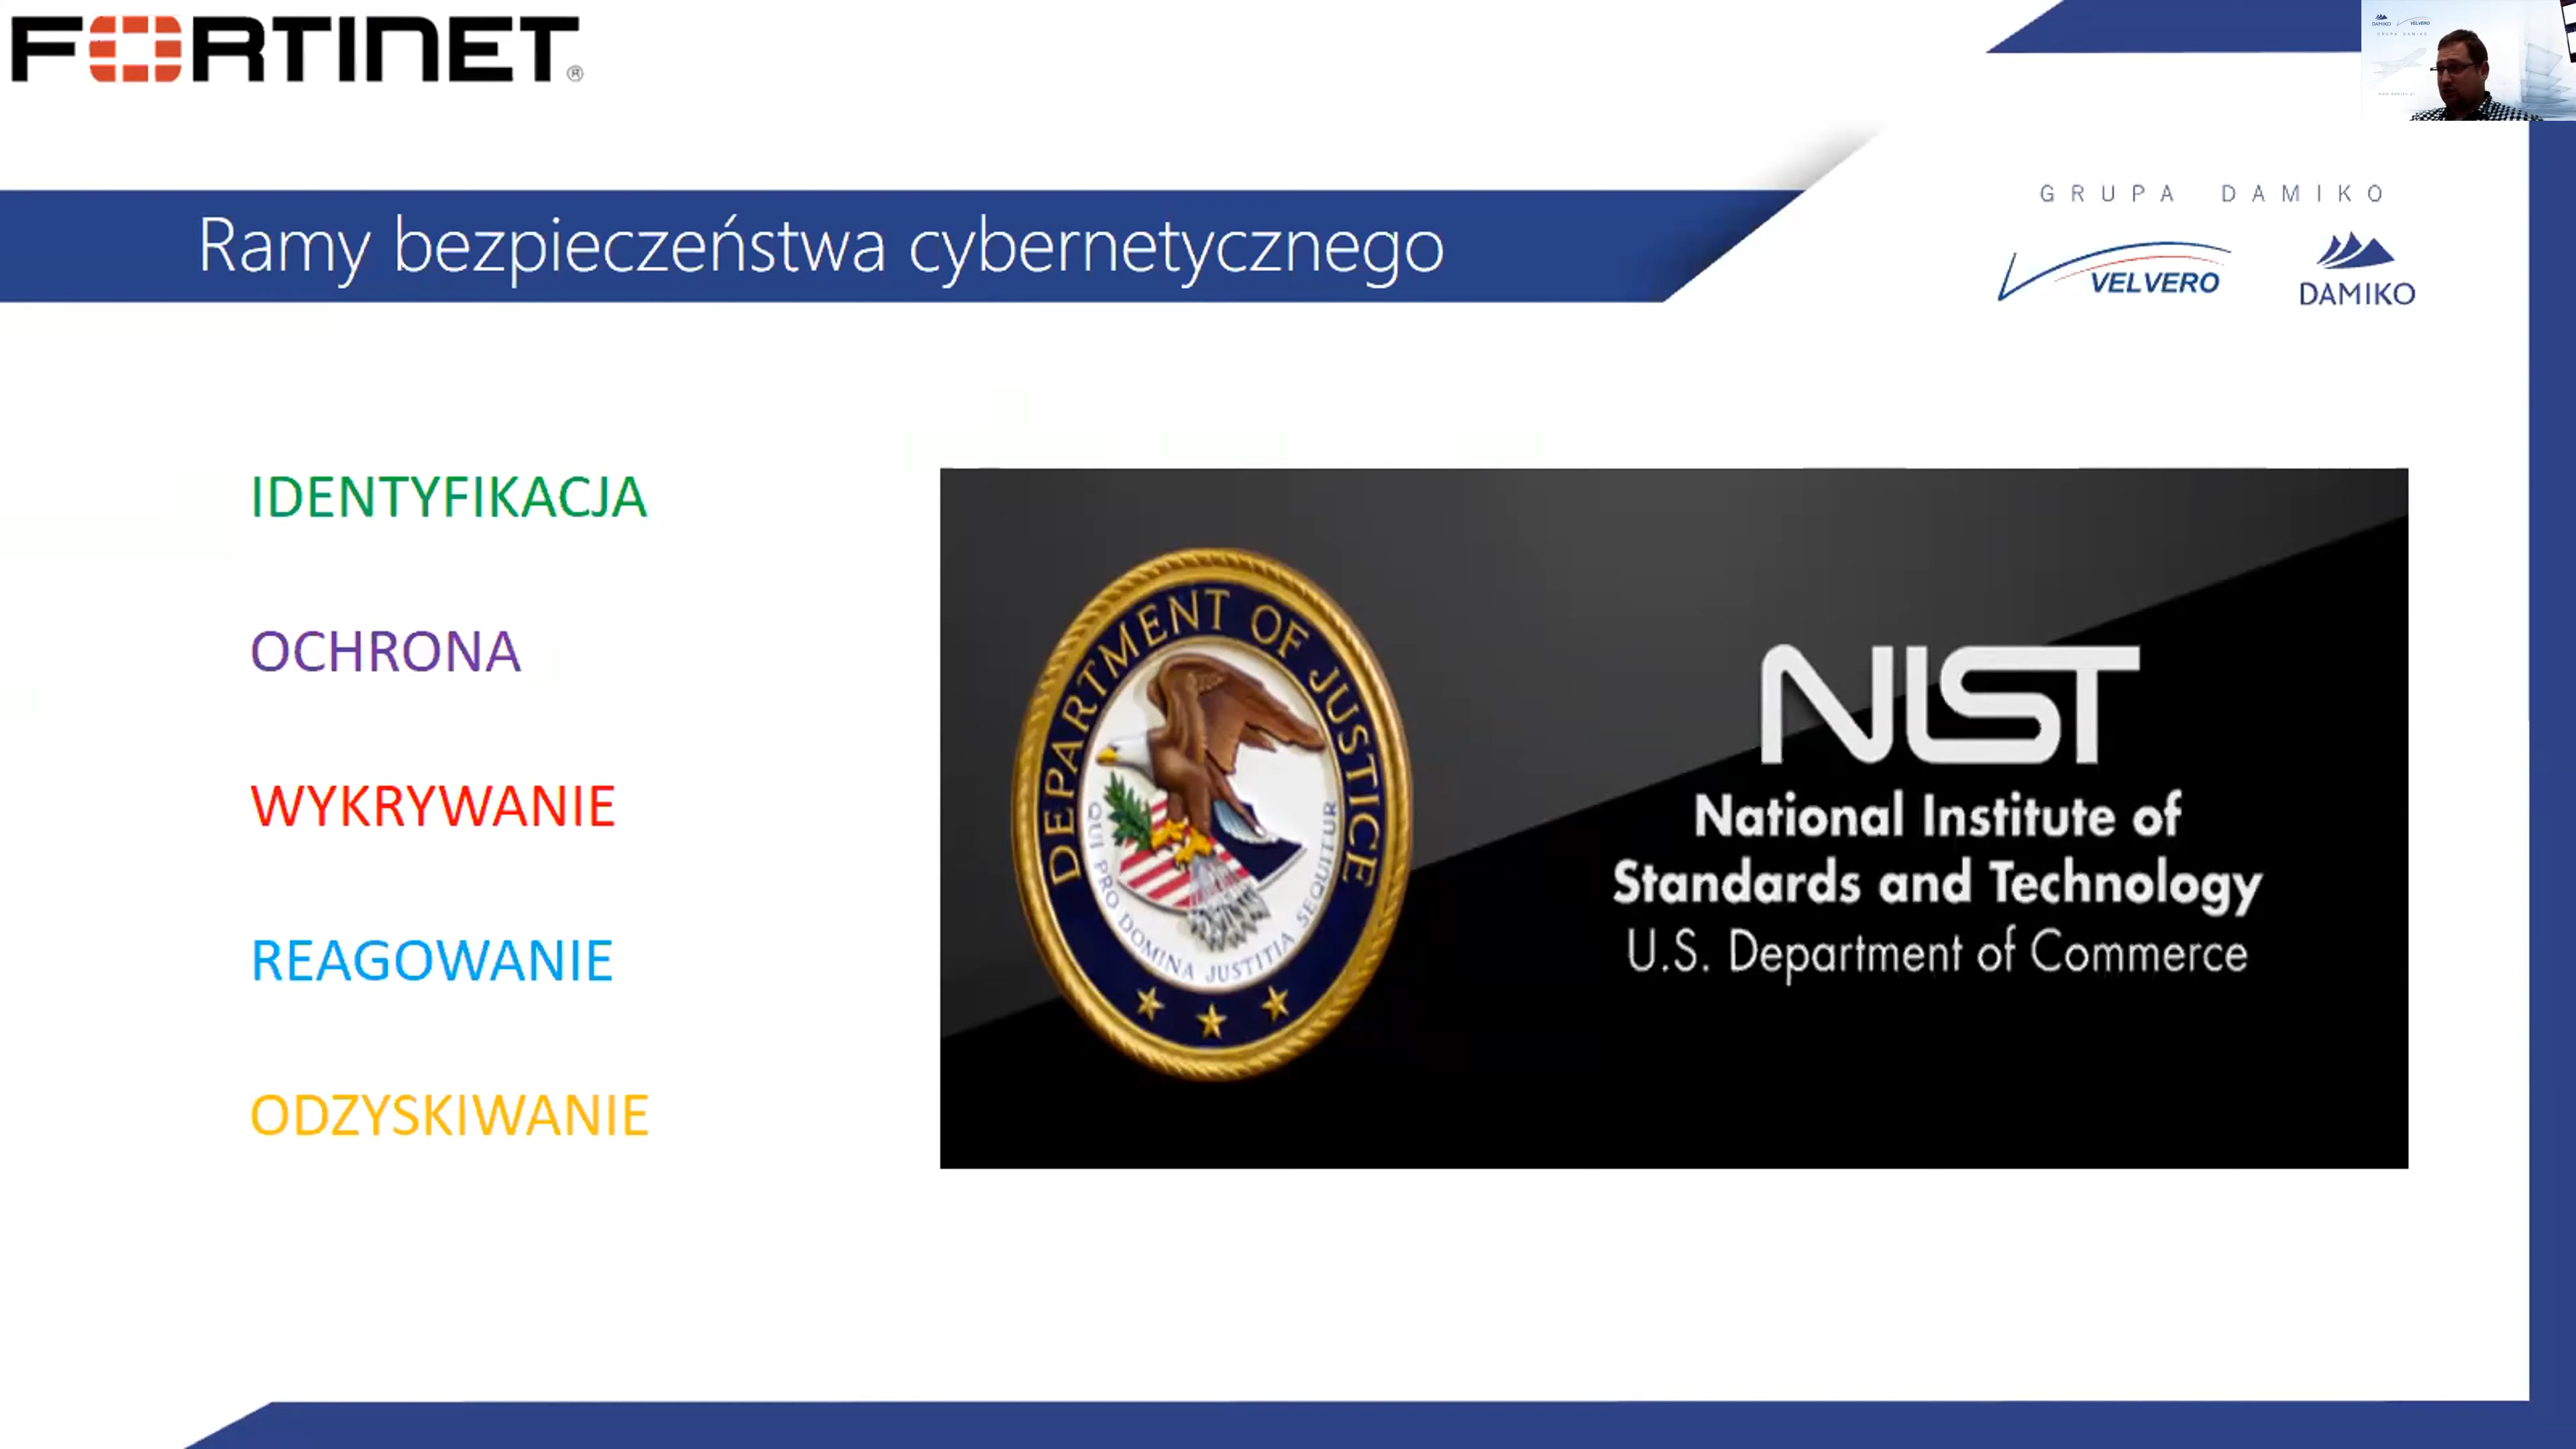 FORTINET®
GRUPA DAMIKO
VELVERO
DAMIKO
Ramy bezpieczeństwa cybernetycznego
IDENTYFIKACJA
OCHRONA
WYKRYWANIE
REAGOWANIE
ODZYSKIWANIE
DEPARTMENT OF JUSTICE
QUI PRO DOMINA JUSTITIA SEQUITUR
NIST
National Institute of
Standards and Technology
U.S. Department of Commerce